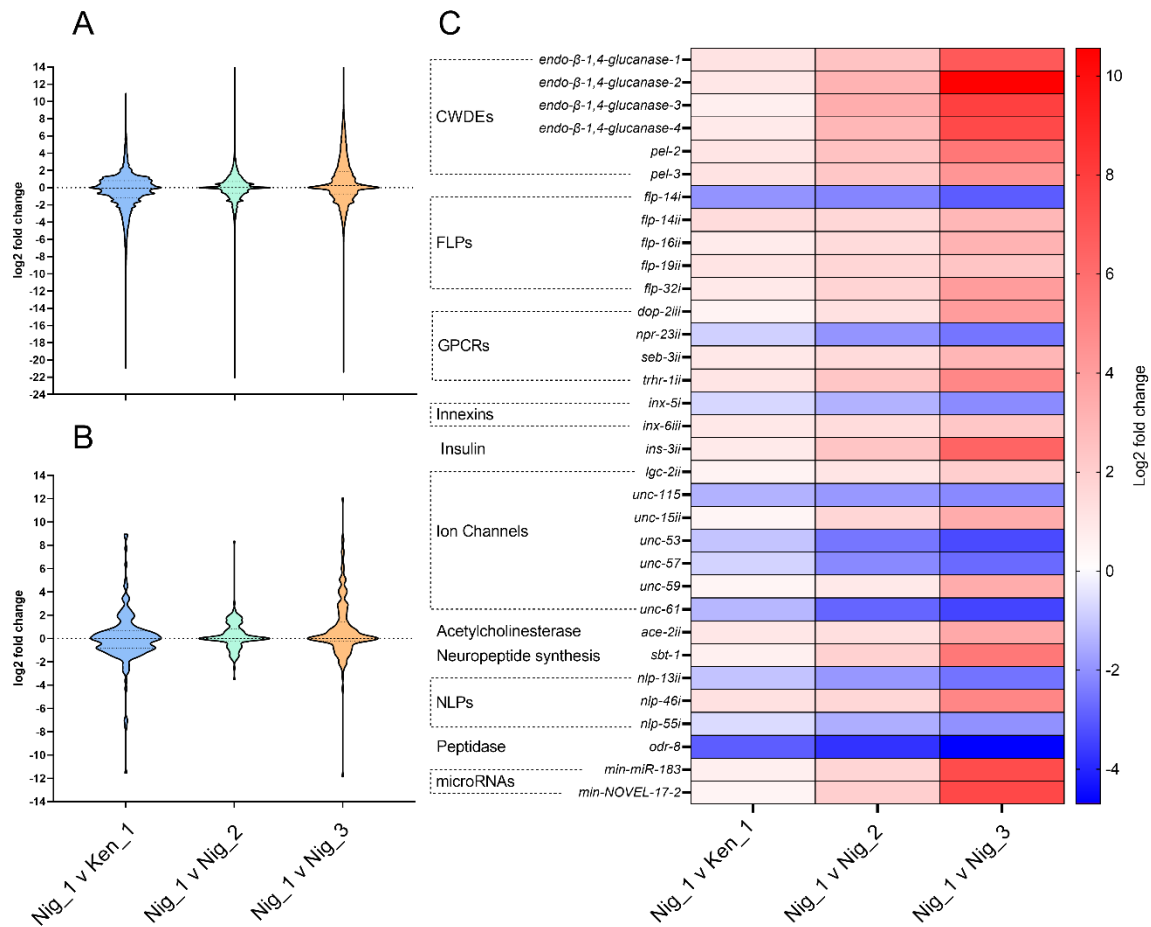 A
14
12
10
8
6
4
2
0
-2
-4
-6
-8
-10
-12
-14
-16
-18
-20
-22
-24
log2 fold change
B
14
12
10
8
6
4
2
0
-2
-4
-6
-8
-10
-12
-14
log2 fold change
Nig_1 v Ken_1
Nig_1 v Nig_2
Nig_1 v Nig_3
C
CWDEs
FLPs
GPCRs
Innexins
Insulin
Ion Channels
Acetylcholinesterase
Neuropeptide synthesis
NLPs
Peptidase
microRNAs
endo-β-1,4-glucanase-1
endo-β-1,4-glucanase-2
endo-β-1,4-glucanase-3
endo-β-1,4-glucanase-4
pel-2
pel-3
flp-14i
flp-14ii
flp-16ii
flp-19ii
flp-32i
dop-2iii
npr-23ii
seb-3ii
trhr-1ii
inx-5i
inx-6iii
ins-3ii
lgc-2ii
unc-115
unc-15ii
unc-53
unc-57
unc-59
unc-61
ace-2ii
sbt-1
nlp-13ii
nlp-46i
nlp-55i
odr-8
min-miR-183
min-NOVEL-17-2
Nig_1 v Ken_1
Nig_1 v Nig_2
Nig_1 v Nig_3
10
8
6
4
2
0
-2
-4
Log2 fold change